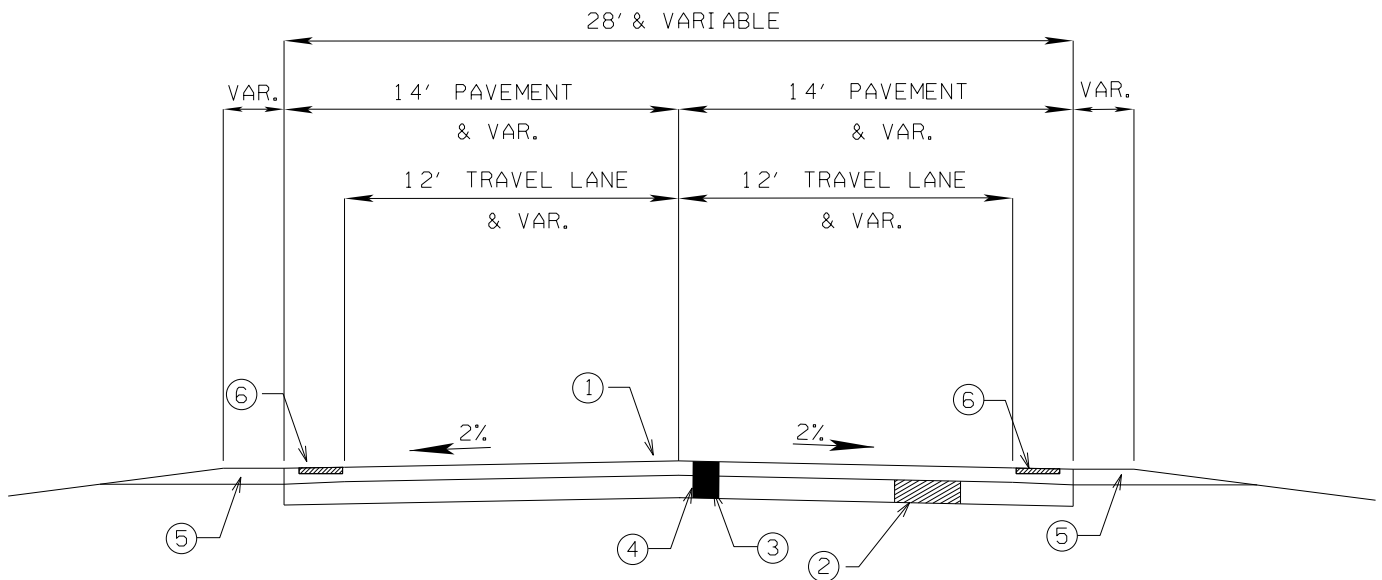 28' & VARIABLE
VAR. 14' PAVEMENT 14' PAVEMENT VAR.
& VAR. & VAR.
12' TRAVEL LANE 12' TRAVEL LANE
& VAR. & VAR.
6 1 6
2% 2%
5 4 3 2 5